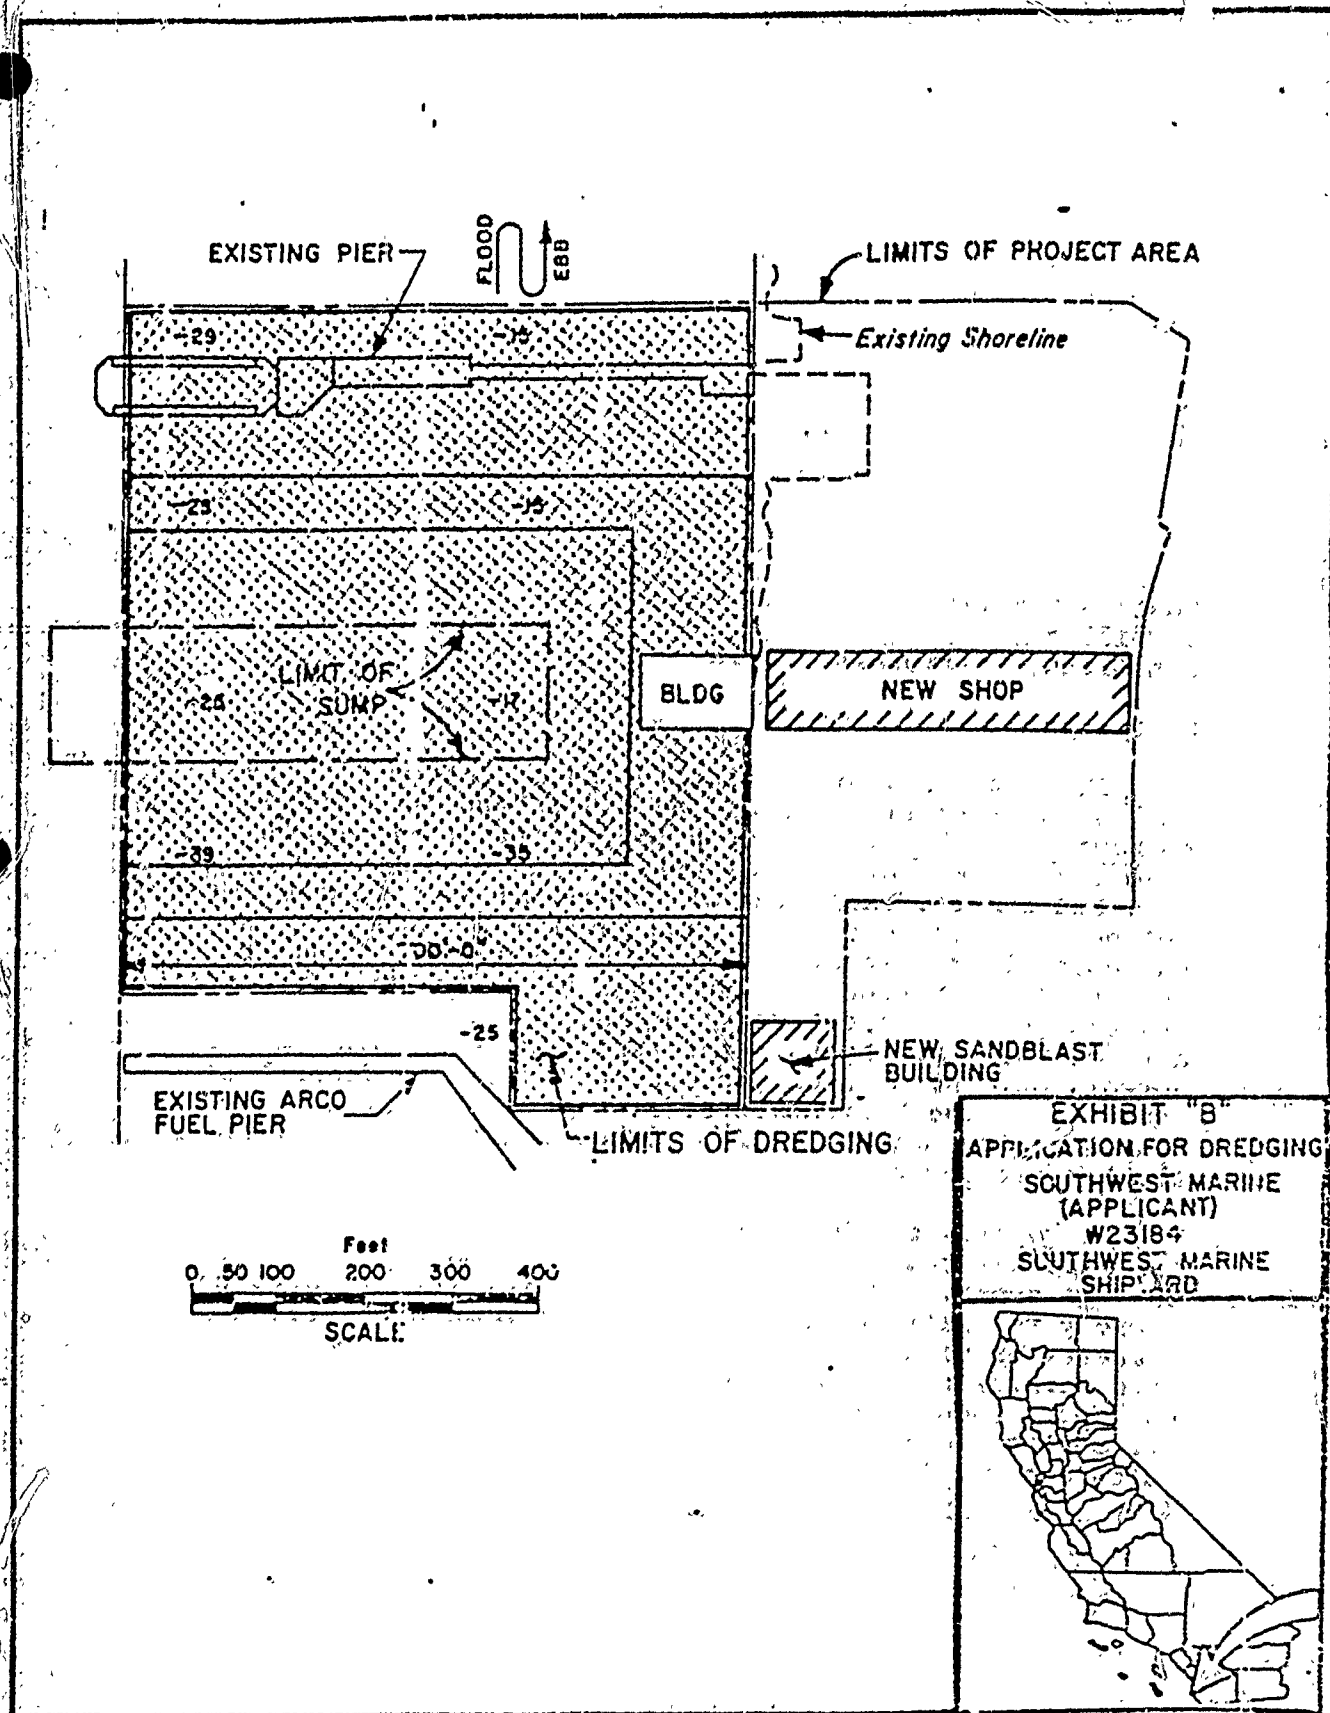 FLOOD
EBB
EXISTING PIER
LIMITS OF PROJECT AREA
-29
-15
Existing Shoreline
-15
LIMIT OF
SUMP
BLDG
NEW SHOP
-39
-35
-25
NEW SANDBLAST
BUILDING
EXISTING ARCO
FUEL PIER
LIMITS OF DREDGING
EXHIBIT "B"
APPLICATION FOR DREDGING
SOUTHWEST MARINE
(APPLICANT)
W23184
SOUTHWEST MARINE
SHIPYARD
Feet
0 50 100 200 300 400
SCALE